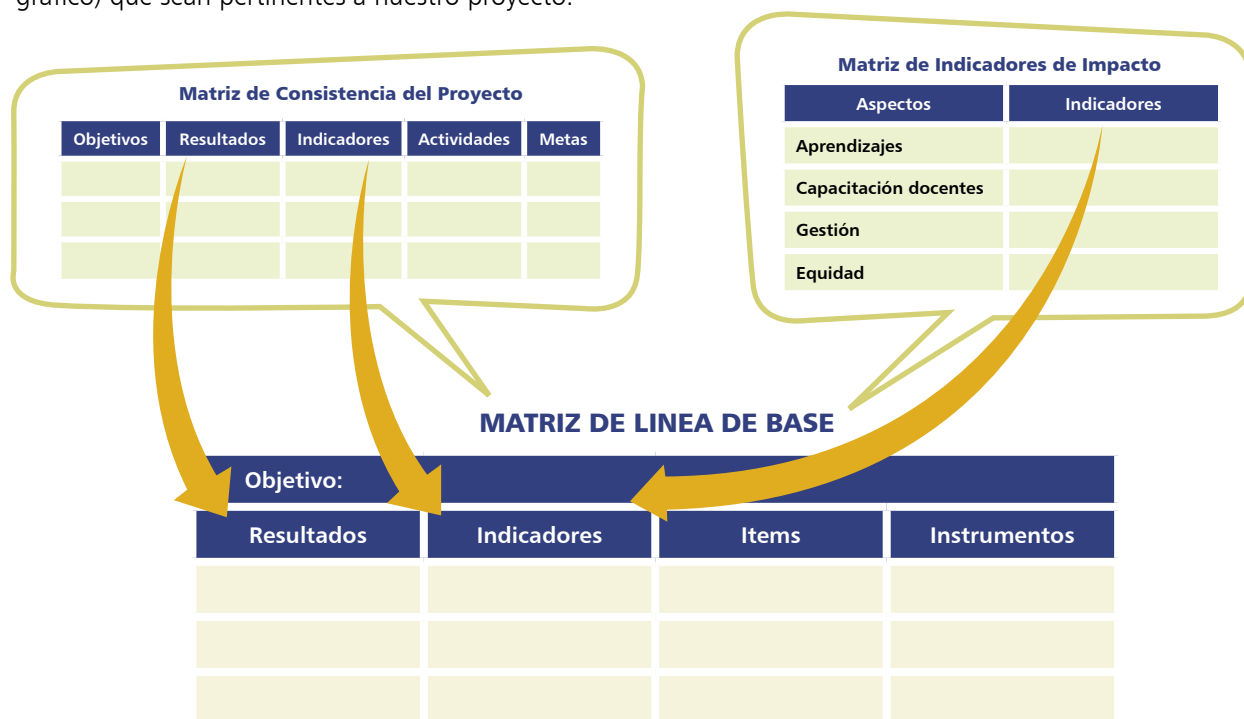 gráfico) que sean pertinentes a nuestro proyecto.
Matriz de Consistencia del Proyecto
Objetivos Resultados Indicadores Actividades Metas
Matriz de Indicadores de Impacto
Aspectos Indicadores
Aprendizajes
Capacitación docentes
Gestión
Equidad
MATRIZ DE LINEA DE BASE
Objetivo:
Resultados Indicadores Items Instrumentos